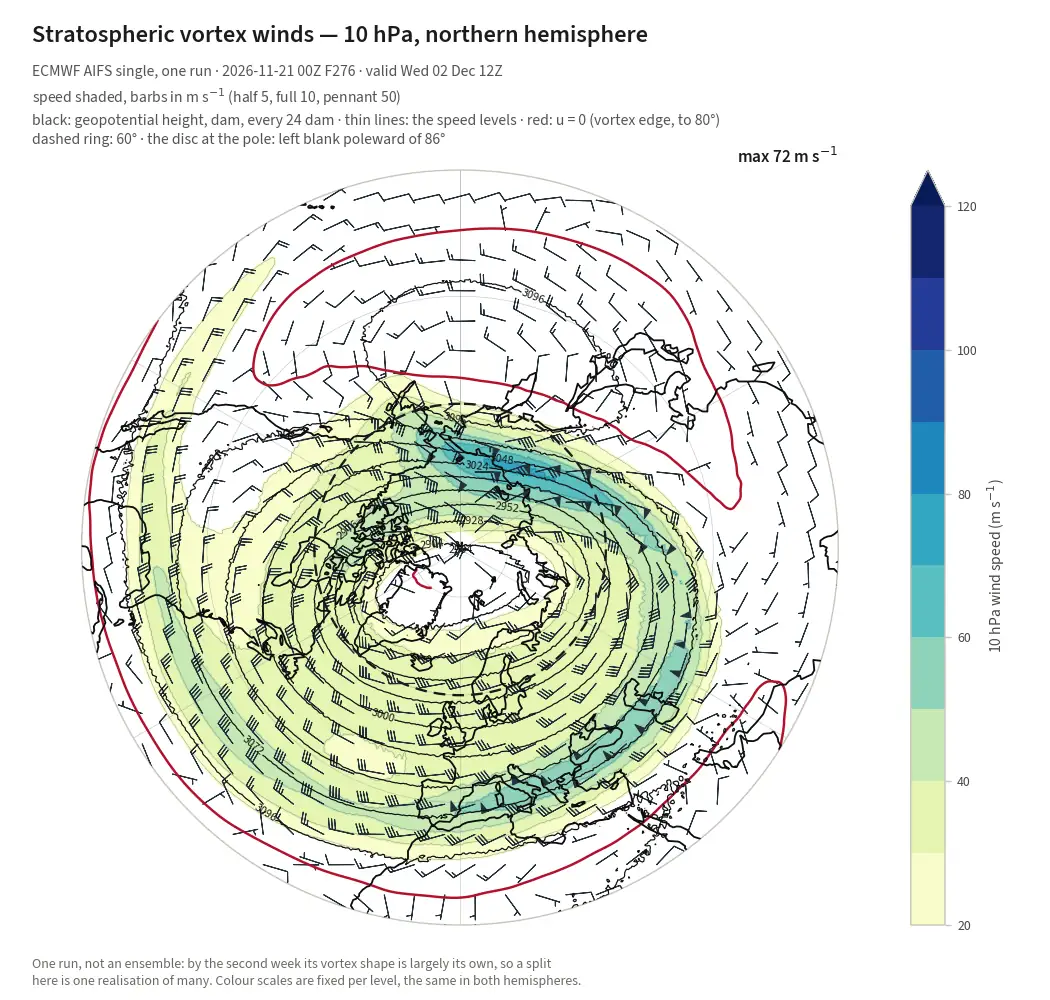 Stratospheric vortex winds — 10 hPa, northern hemisphere
ECMWF AIFS single, one run · 2026-11-21 00Z F276 · valid Wed 02 Dec 12Z
speed shaded, barbs in m s⁻¹ (half 5, full 10, pennant 50)
black: geopotential height, dam, every 24 dam · thin lines: the speed levels · red: u = 0 (vortex edge, to 80°)
dashed ring: 60° · the disc at the pole: left blank poleward of 86°
max 72 m s⁻¹
3096
3024
2952
2928
3000
3072
3096
120
100
80
60
40
20
10 hPa wind speed (m s⁻¹)
One run, not an ensemble: by the second week its vortex shape is largely its own, so a split
here is one realisation of many. Colour scales are fixed per level, the same in both hemispheres.